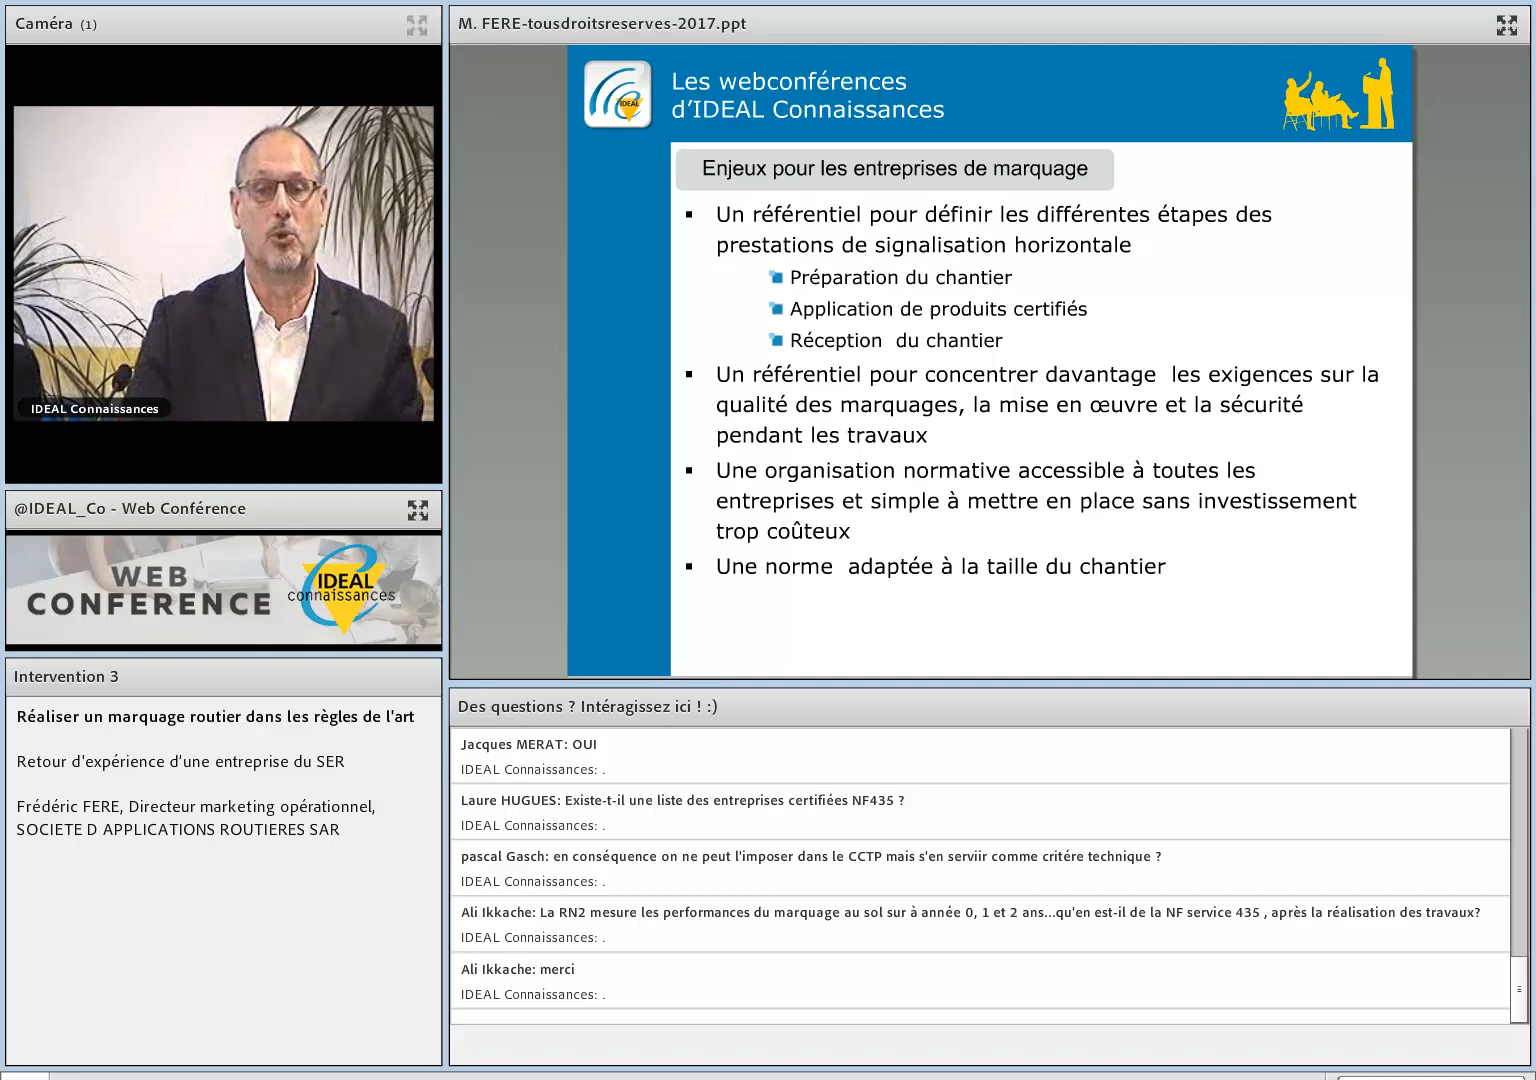 Caméra (1)
IDEAL Connaissances
@IDEAL_Co - Web Conférence
WEB
CONFERENCE
IDEAL
connaissances
Intervention 3
Réaliser un marquage routier dans les règles de l'art
Retour d'expérience d'une entreprise du SER
Frédéric FERE, Directeur marketing opérationnel,
SOCIETE D APPLICATIONS ROUTIERES SAR
M. FERE-tousdroitsreserves-2017.ppt
IDEAL
Les webconférences
d'IDEAL Connaissances
Enjeux pour les entreprises de marquage
▪ Un référentiel pour définir les différentes étapes des
prestations de signalisation horizontale
Préparation du chantier
Application de produits certifiés
Réception  du chantier
▪ Un référentiel pour concentrer davantage  les exigences sur la
qualité des marquages, la mise en œuvre et la sécurité
pendant les travaux
▪ Une organisation normative accessible à toutes les
entreprises et simple à mettre en place sans investissement
trop coûteux
▪ Une norme  adaptée à la taille du chantier
Des questions ? Intéragissez ici ! :)
Jacques MERAT: OUI
IDEAL Connaissances: .
Laure HUGUES: Existe-t-il une liste des entreprises certifiées NF435 ?
IDEAL Connaissances: .
pascal Gasch: en conséquence on ne peut l'imposer dans le CCTP mais s'en serviir comme critére technique ?
IDEAL Connaissances: .
Ali Ikkache: La RN2 mesure les performances du marquage au sol sur à année 0, 1 et 2 ans...qu'en est-il de la NF service 435 , après la réalisation des travaux?
IDEAL Connaissances: .
Ali Ikkache: merci
IDEAL Connaissances: .